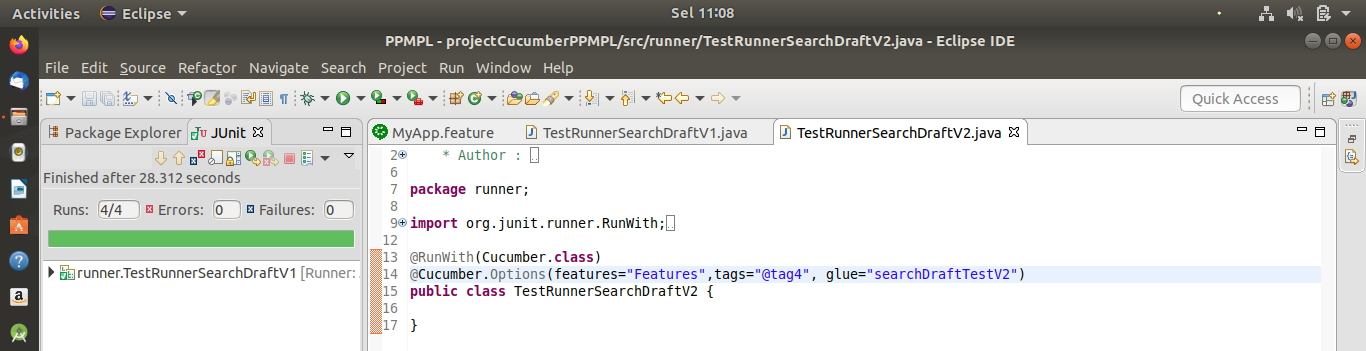 Activities Eclipse Sel 11:08
PPMPL - projectCucumberPPMPL/src/runner/TestRunnerSearchDraftV2.java - Eclipse IDE
File Edit Source Refactor Navigate Search Project Run Window Help
Quick Access
Package Explorer JUnit
MyApp.feature TestRunnerSearchDraftV1.java TestRunnerSearchDraftV2.java
Finished after 28.312 seconds
Runs: 4/4 Errors: 0 Failures: 0
runner.TestRunnerSearchDraftV1 [Runner:
2 * Author :
6
7 package runner;
8
9 import org.junit.runner.RunWith;
12
13 @RunWith(Cucumber.class)
14 @Cucumber.Options(features="Features",tags="@tag4", glue="searchDraftTestV2")
15 public class TestRunnerSearchDraftV2 {
16
17 }